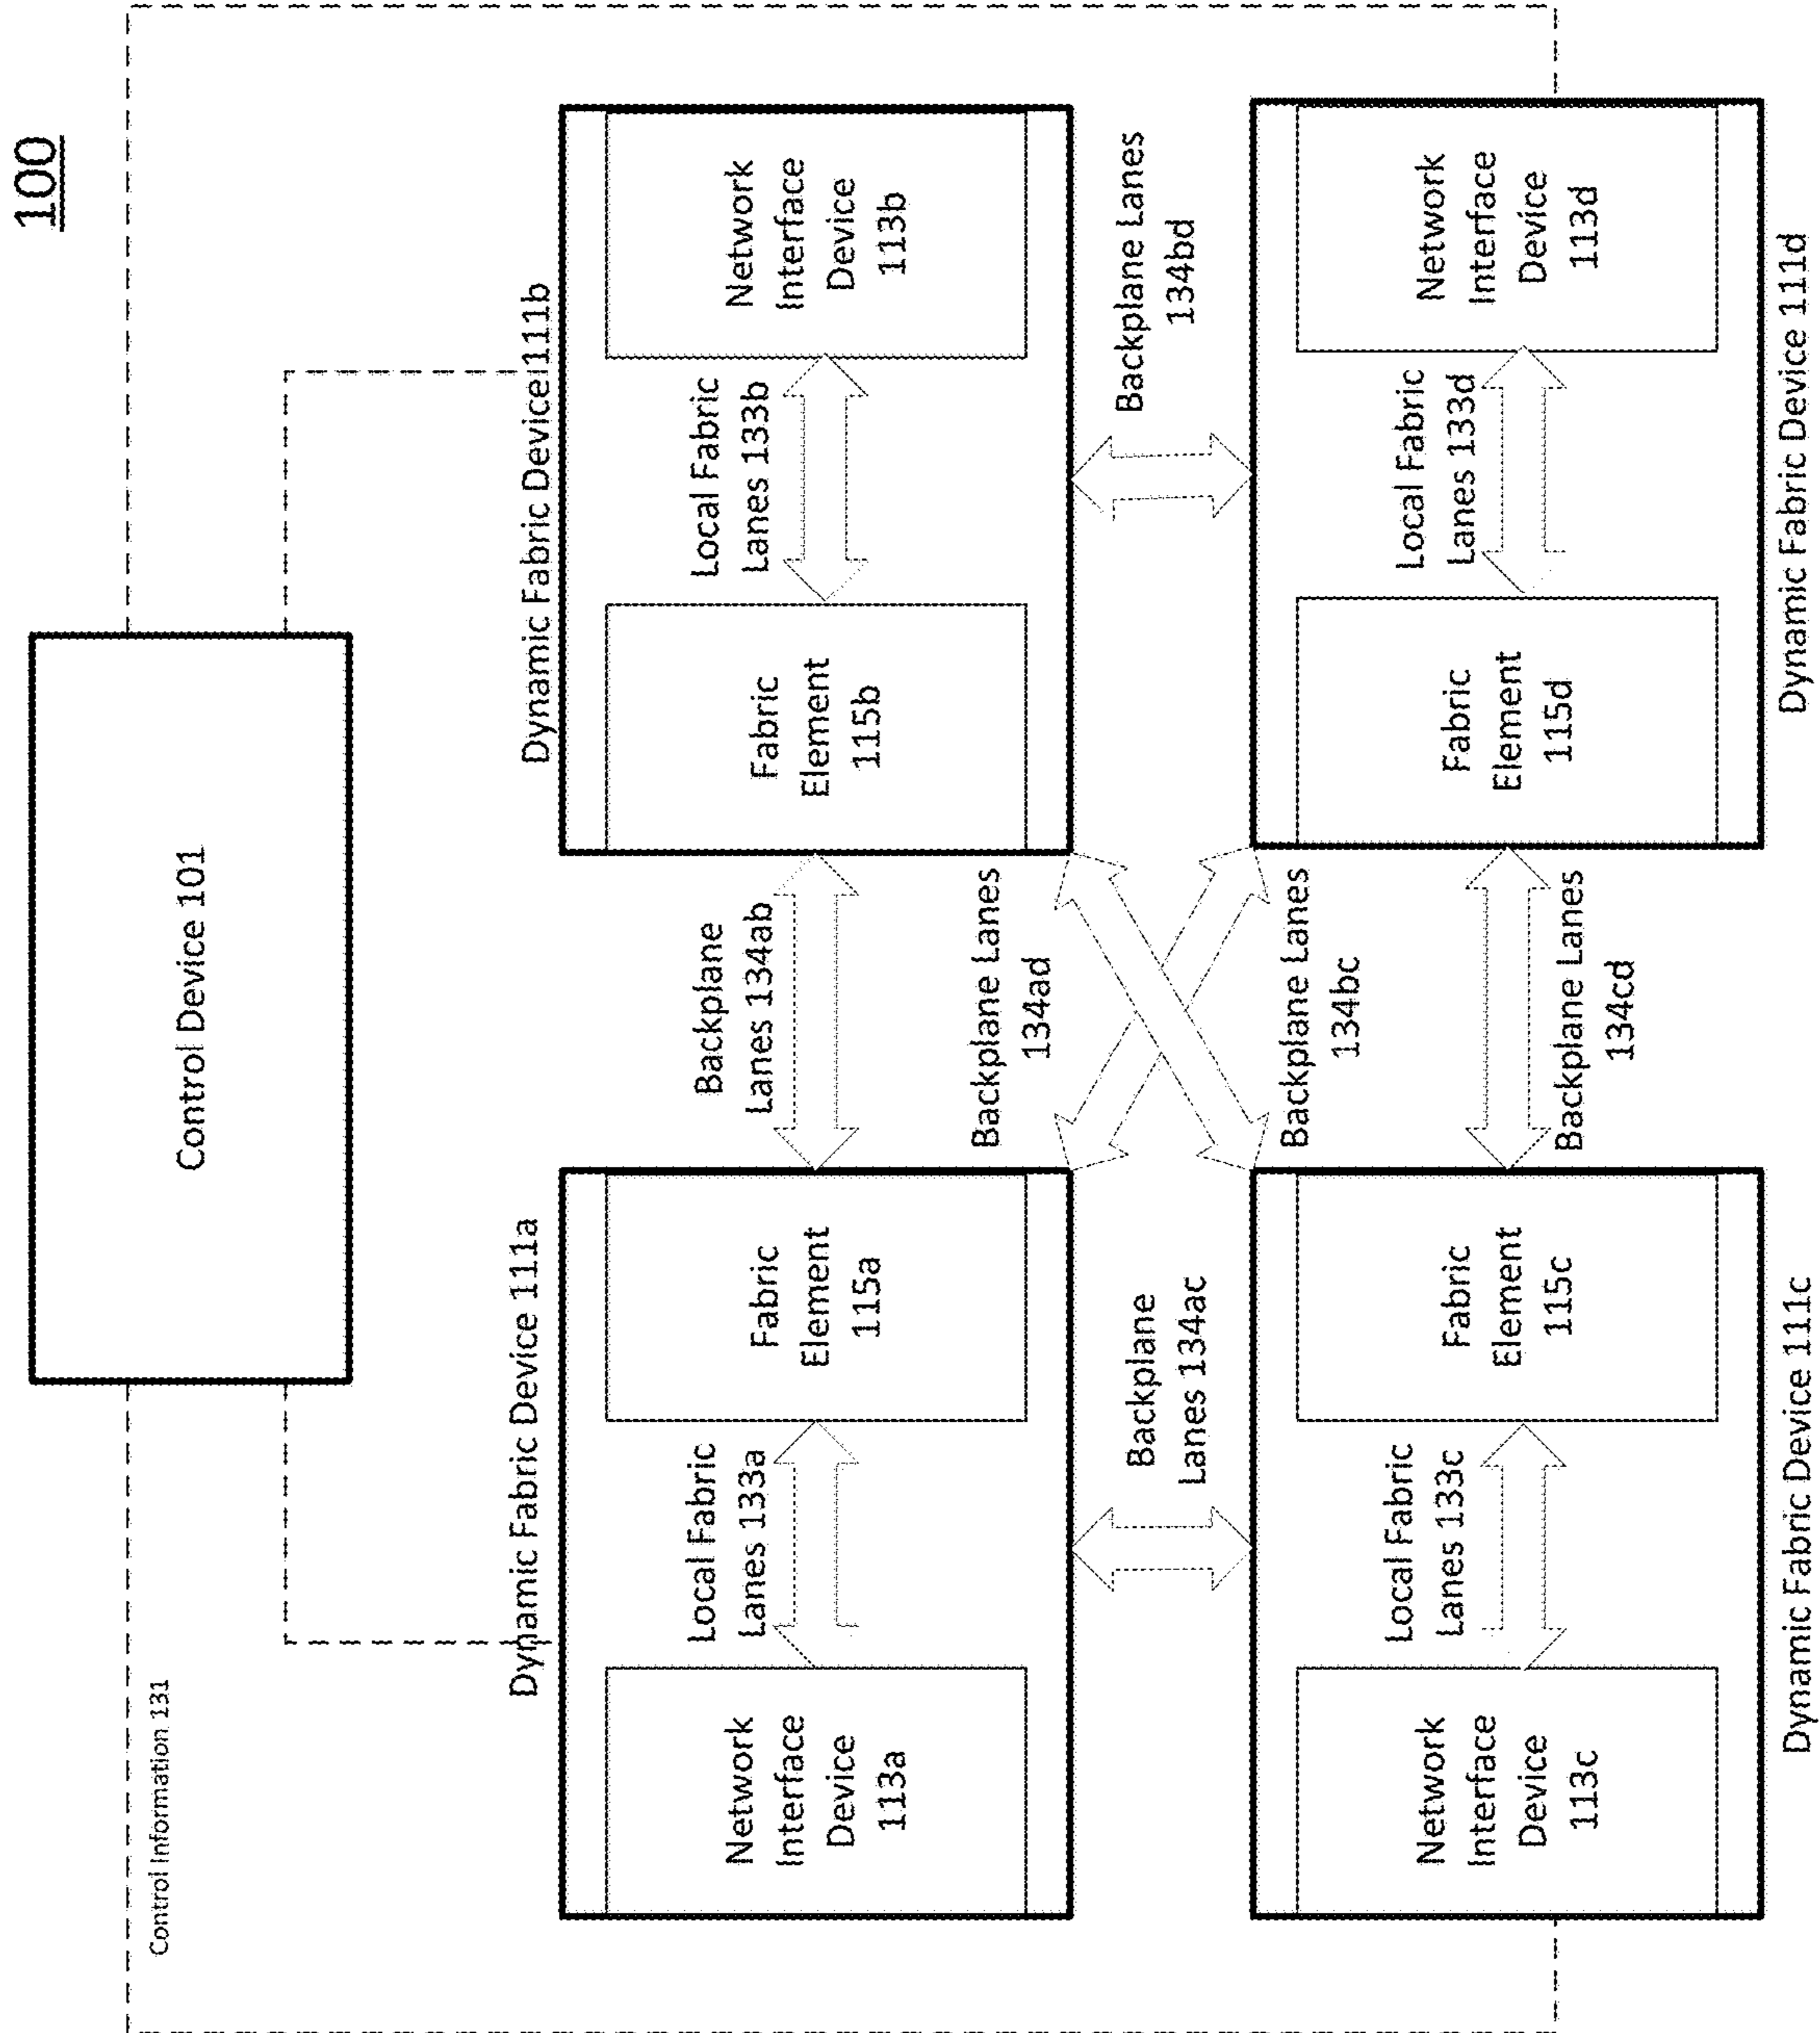 100
Control Device 101
Control Information 131
Dynamic Fabric Device 111a
Dynamic Fabric Device 111b
Network
Interface
Device
113a
Local Fabric
Lanes 133a
Fabric
Element
115a
Backplane
Lanes 134ab
Fabric
Element
115b
Local Fabric
Lanes 133b
Network
Interface
Device
113b
Backplane
Lanes 134ac
Backplane Lanes
134ad
Backplane Lanes
134bc
Backplane Lanes
134bd
Network
Interface
Device
113c
Local Fabric
Lanes 133c
Fabric
Element
115c
Backplane Lanes
134cd
Fabric
Element
115d
Local Fabric
Lanes 133d
Network
Interface
Device
113d
Dynamic Fabric Device 111c
Dynamic Fabric Device 111d